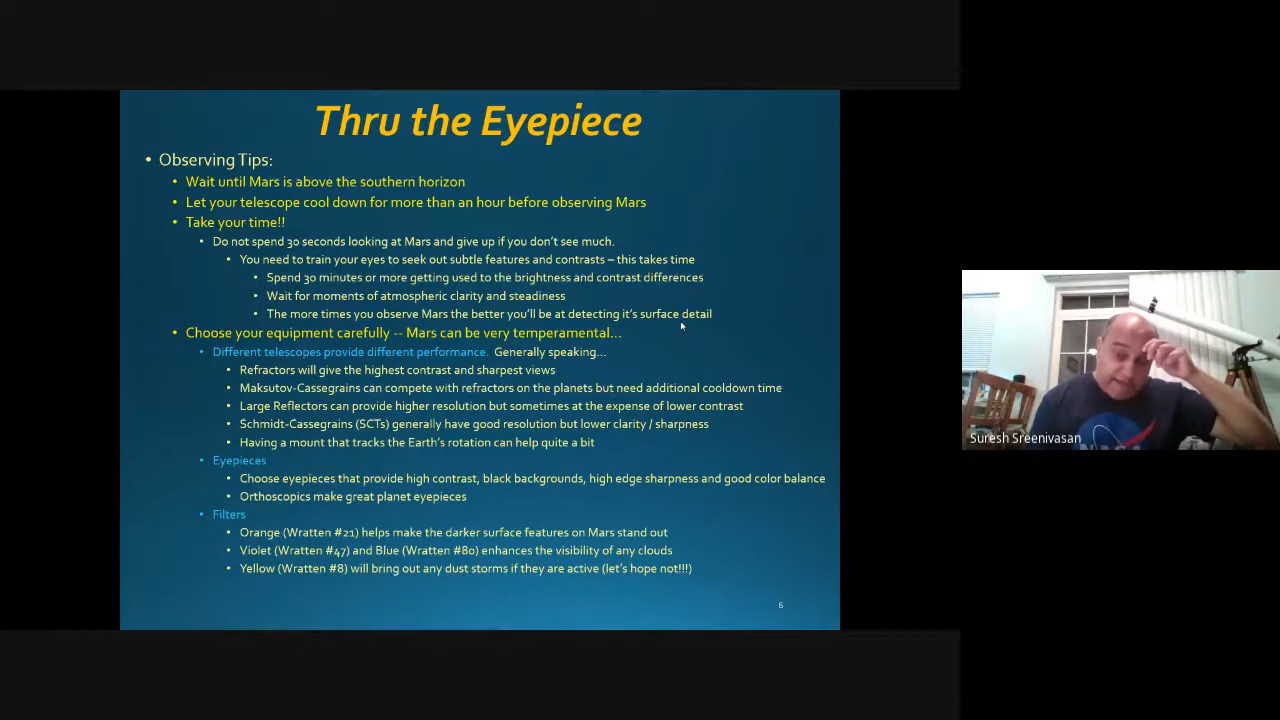 Thru the Eyepiece
• Observing Tips:
• Wait until Mars is above the southern horizon
• Let your telescope cool down for more than an hour before observing Mars
• Take your time!!
• Do not spend 30 seconds looking at Mars and give up if you don't see much.
• You need to train your eyes to seek out subtle features and contrasts – this takes time
• Spend 30 minutes or more getting used to the brightness and contrast differences
• Wait for moments of atmospheric clarity and steadiness
• The more times you observe Mars the better you'll be at detecting it's surface detail
• Choose your equipment carefully -- Mars can be very temperamental...
• Different telescopes provide different performance. Generally speaking...
• Refractors will give the highest contrast and sharpest views
• Maksutov-Cassegrains can compete with refractors on the planets but need additional cooldown time
• Large Reflectors can provide higher resolution but sometimes at the expense of lower contrast
• Schmidt-Cassegrains (SCTs) generally have good resolution but lower clarity / sharpness
• Having a mount that tracks the Earth's rotation can help quite a bit
• Eyepieces
• Choose eyepieces that provide high contrast, black backgrounds, high edge sharpness and good color balance
• Orthoscopics make great planet eyepieces
• Filters
• Orange (Wratten #21) helps make the darker surface features on Mars stand out
• Violet (Wratten #47) and Blue (Wratten #80) enhances the visibility of any clouds
• Yellow (Wratten #8) will bring out any dust storms if they are active (let's hope not!!!)
6
Suresh Sreenivasan
NASA